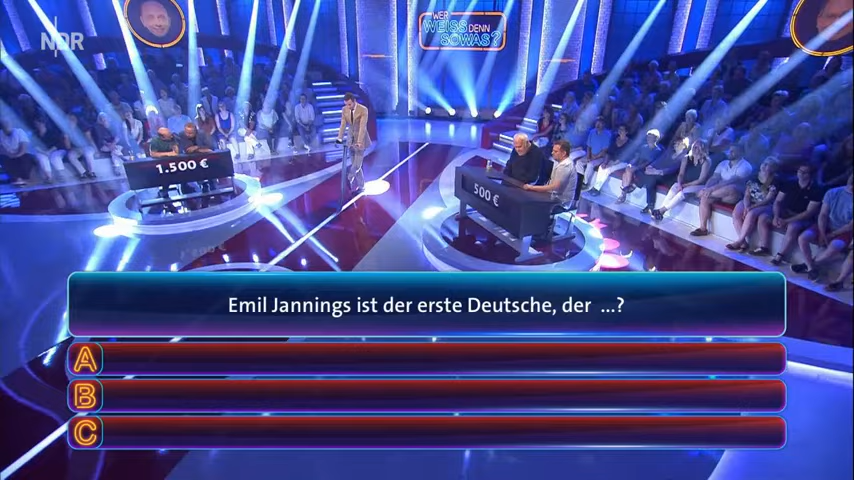 NDR
WER
WEISS DENN
SOWAS?
1.500 €
500 €
Emil Jannings ist der erste Deutsche, der ...?
A
B
C